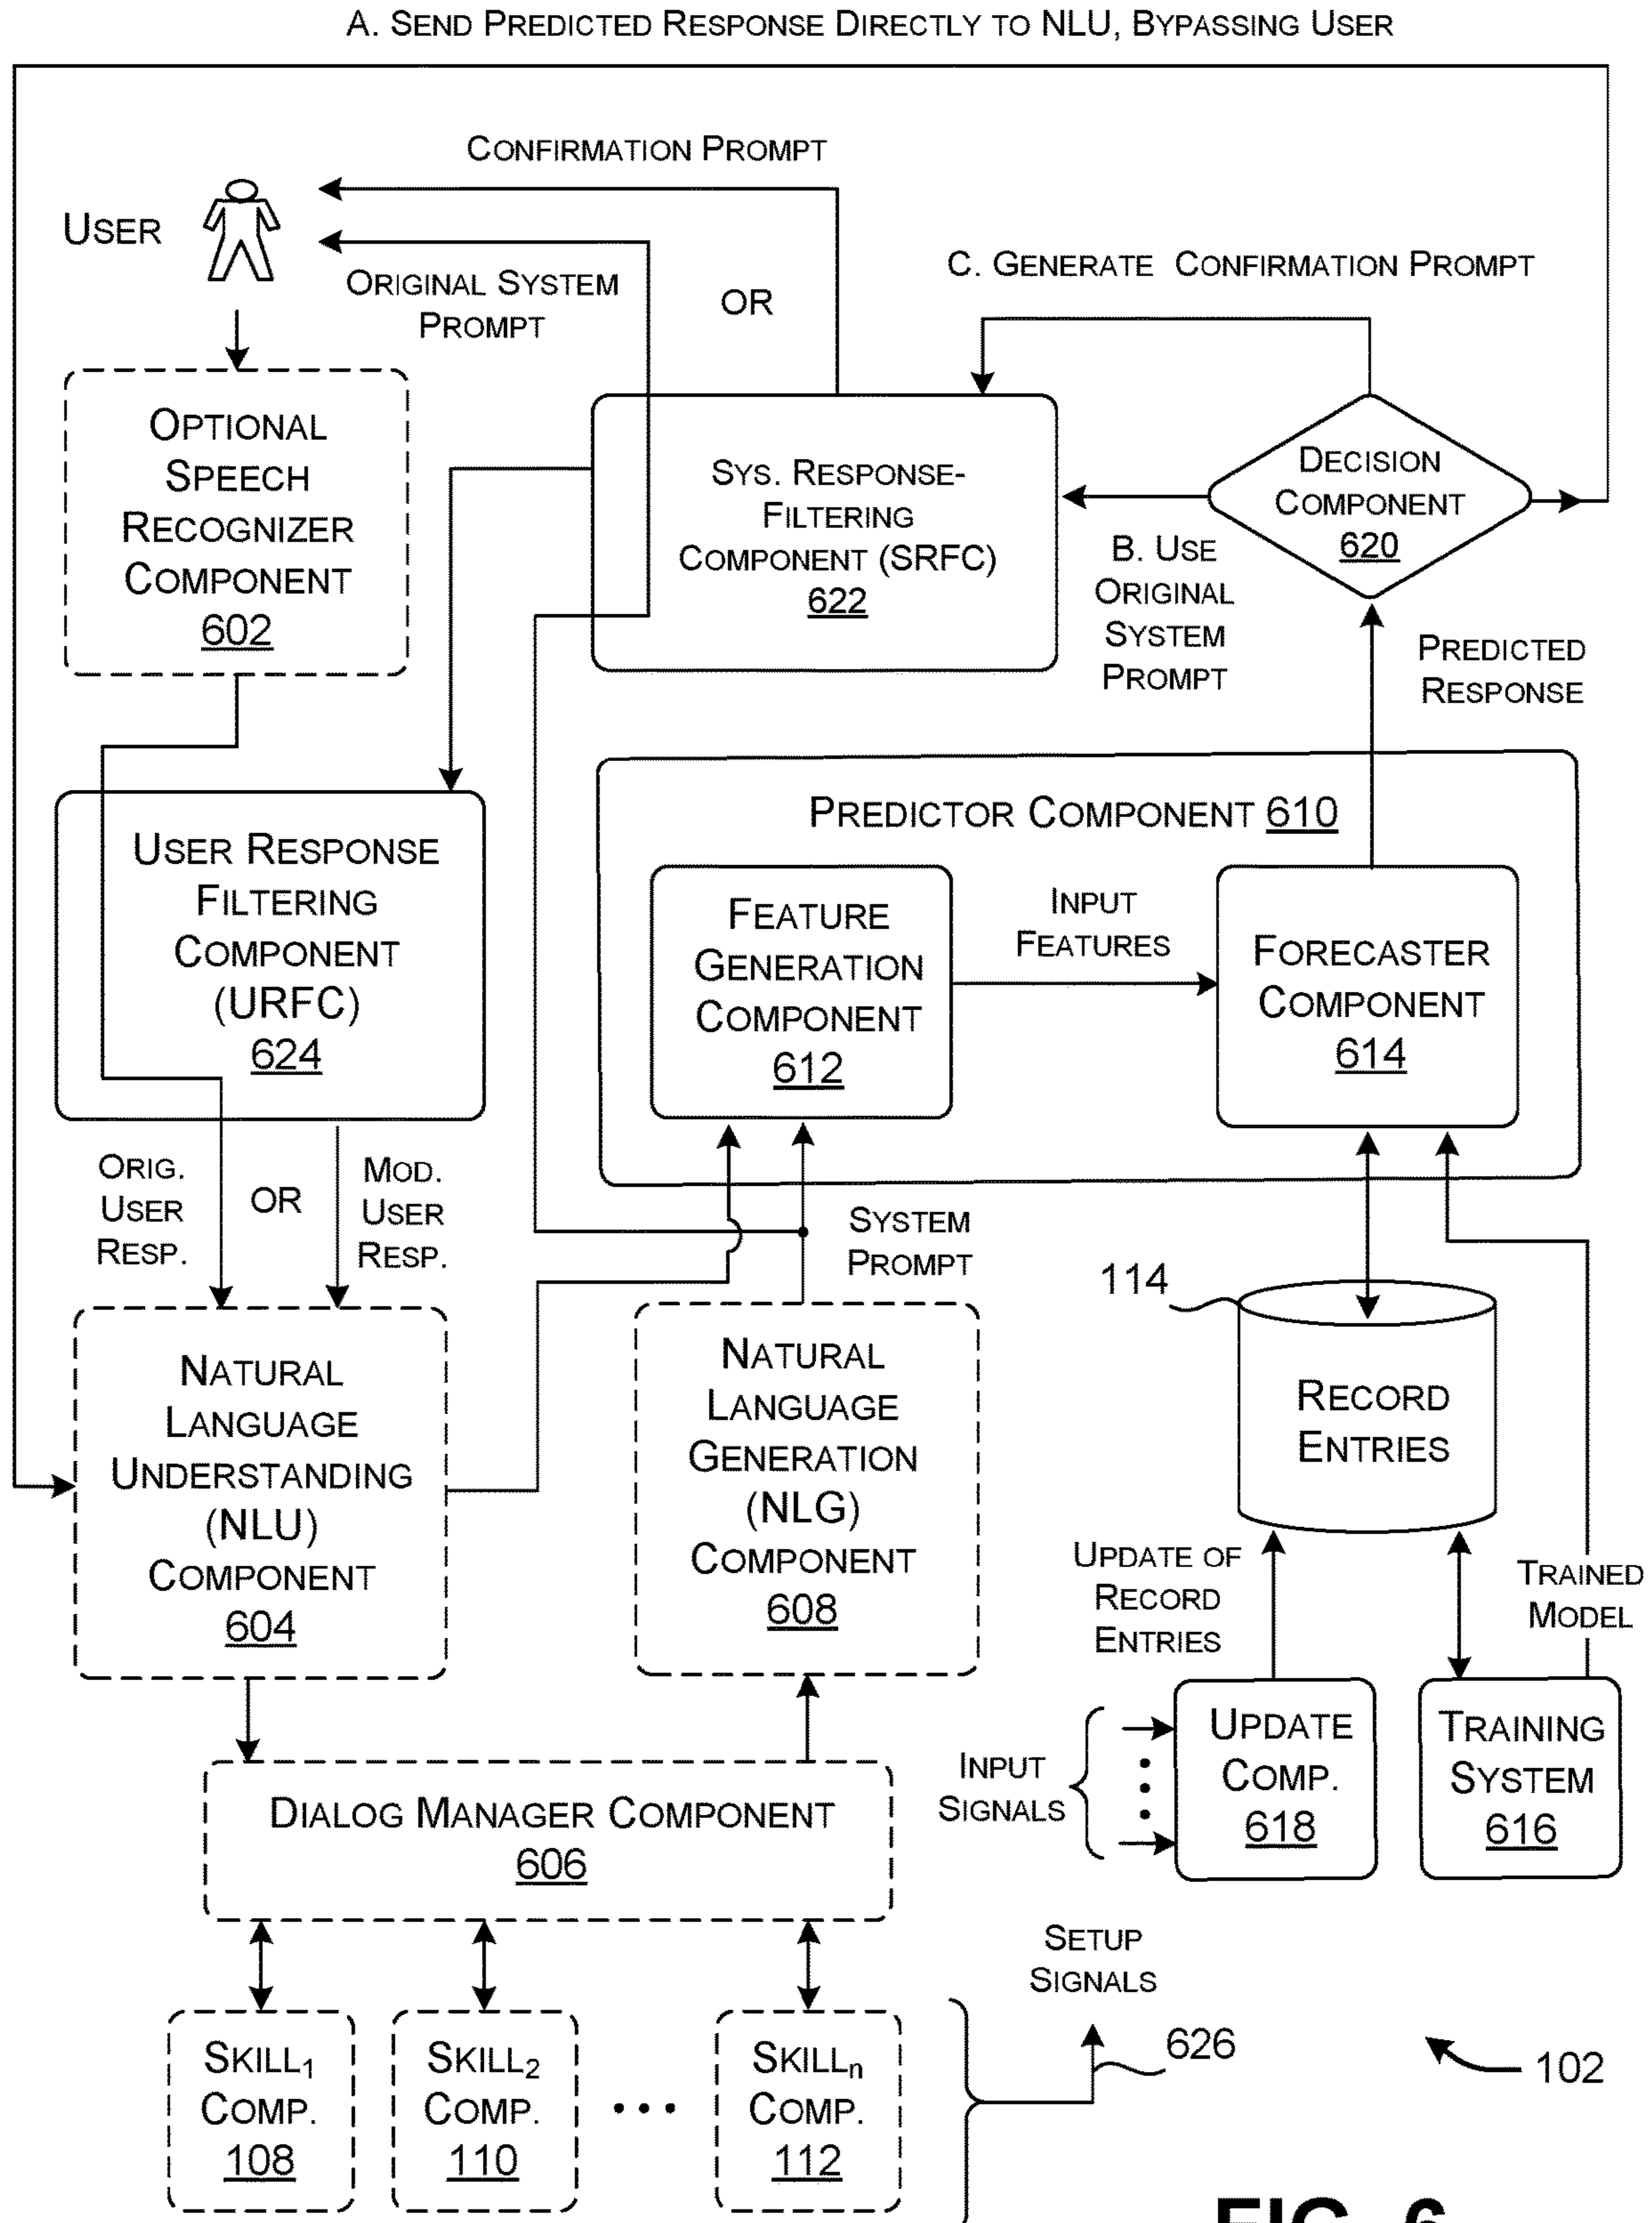 A. SEND PREDICTED RESPONSE DIRECTLY TO NLU, BYPASSING USER
CONFIRMATION PROMPT
USER
ORIGINAL SYSTEM
PROMPT
OR
C. GENERATE CONFIRMATION PROMPT
OPTIONAL
SPEECH
RECOGNIZER
COMPONENT
602
SYS. RESPONSE-
FILTERING
COMPONENT (SRFC)
622
DECISION
COMPONENT
620
B. USE
ORIGINAL
SYSTEM
PROMPT
PREDICTED
RESPONSE
USER RESPONSE
FILTERING
COMPONENT
(URFC)
624
PREDICTOR COMPONENT 610
FEATURE
GENERATION
COMPONENT
612
INPUT
FEATURES
FORECASTER
COMPONENT
614
ORIG.
USER
RESP.
OR
MOD.
USER
RESP.
SYSTEM
PROMPT
114
RECORD
ENTRIES
NATURAL
LANGUAGE
UNDERSTANDING
(NLU)
COMPONENT
604
NATURAL
LANGUAGE
GENERATION
(NLG)
COMPONENT
608
UPDATE OF
RECORD
ENTRIES
TRAINED
MODEL
INPUT
SIGNALS
UPDATE
COMP.
618
TRAINING
SYSTEM
616
DIALOG MANAGER COMPONENT
606
SETUP
SIGNALS
626
102
SKILL1
COMP.
108
SKILL2
COMP.
110
• • •
SKILLn
COMP.
112
FIG. 6